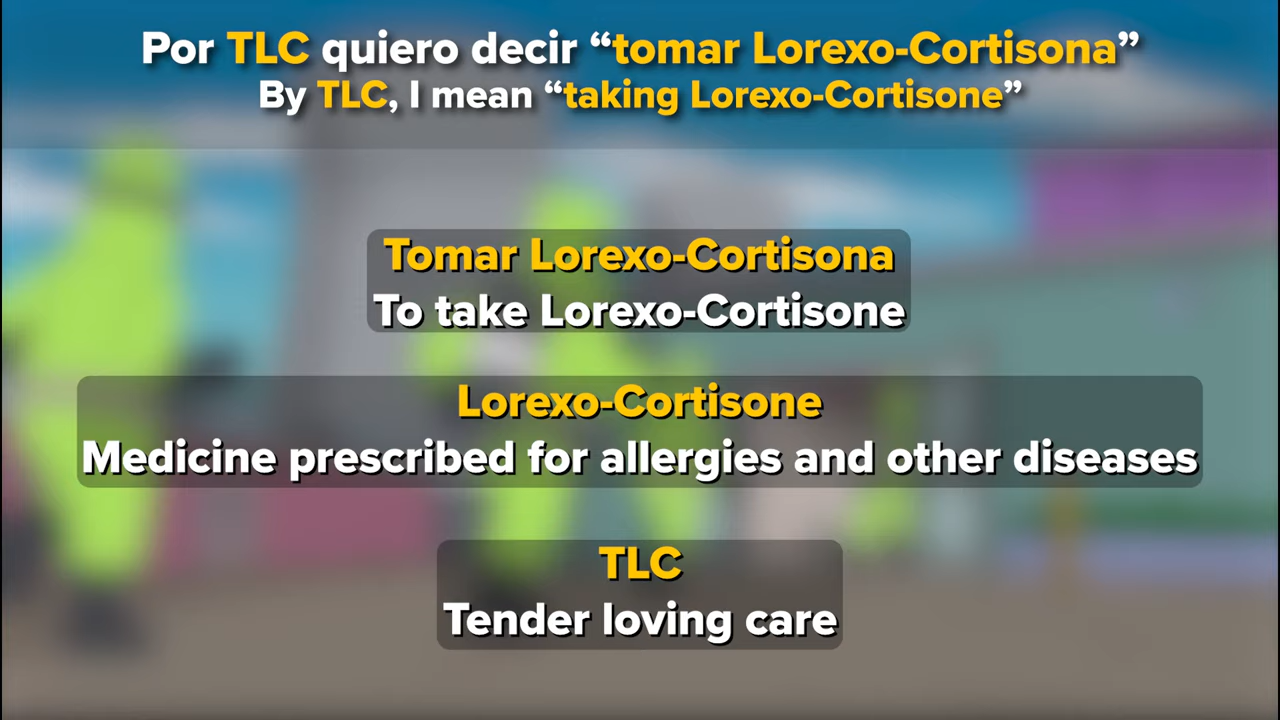 Por TLC quiero decir “tomar Lorexo-Cortisona”
By TLC, I mean “taking Lorexo-Cortisone”
Tomar Lorexo-Cortisona
To take Lorexo-Cortisone
Lorexo-Cortisone
Medicine prescribed for allergies and other diseases
TLC
Tender loving care